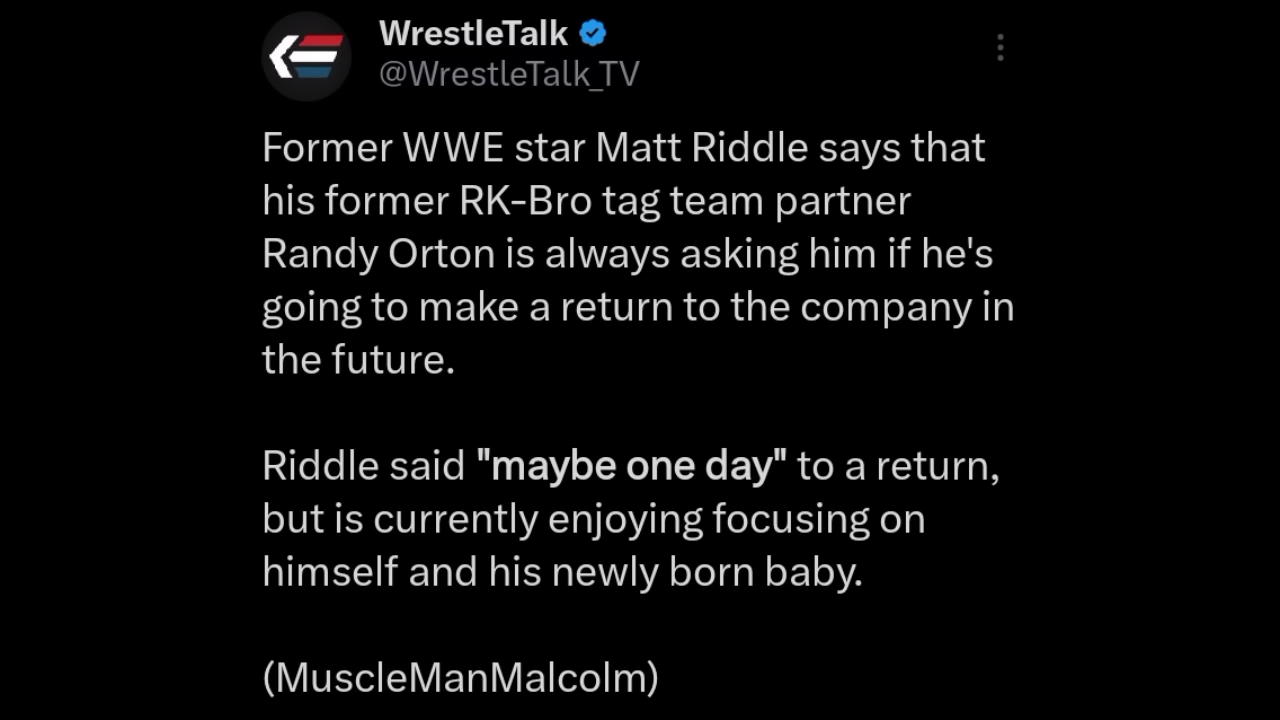 WrestleTalk
@WrestleTalk_TV
Former WWE star Matt Riddle says that
his former RK-Bro tag team partner
Randy Orton is always asking him if he's
going to make a return to the company in
the future.
Riddle said "maybe one day" to a return,
but is currently enjoying focusing on
himself and his newly born baby.
(MuscleManMalcolm)